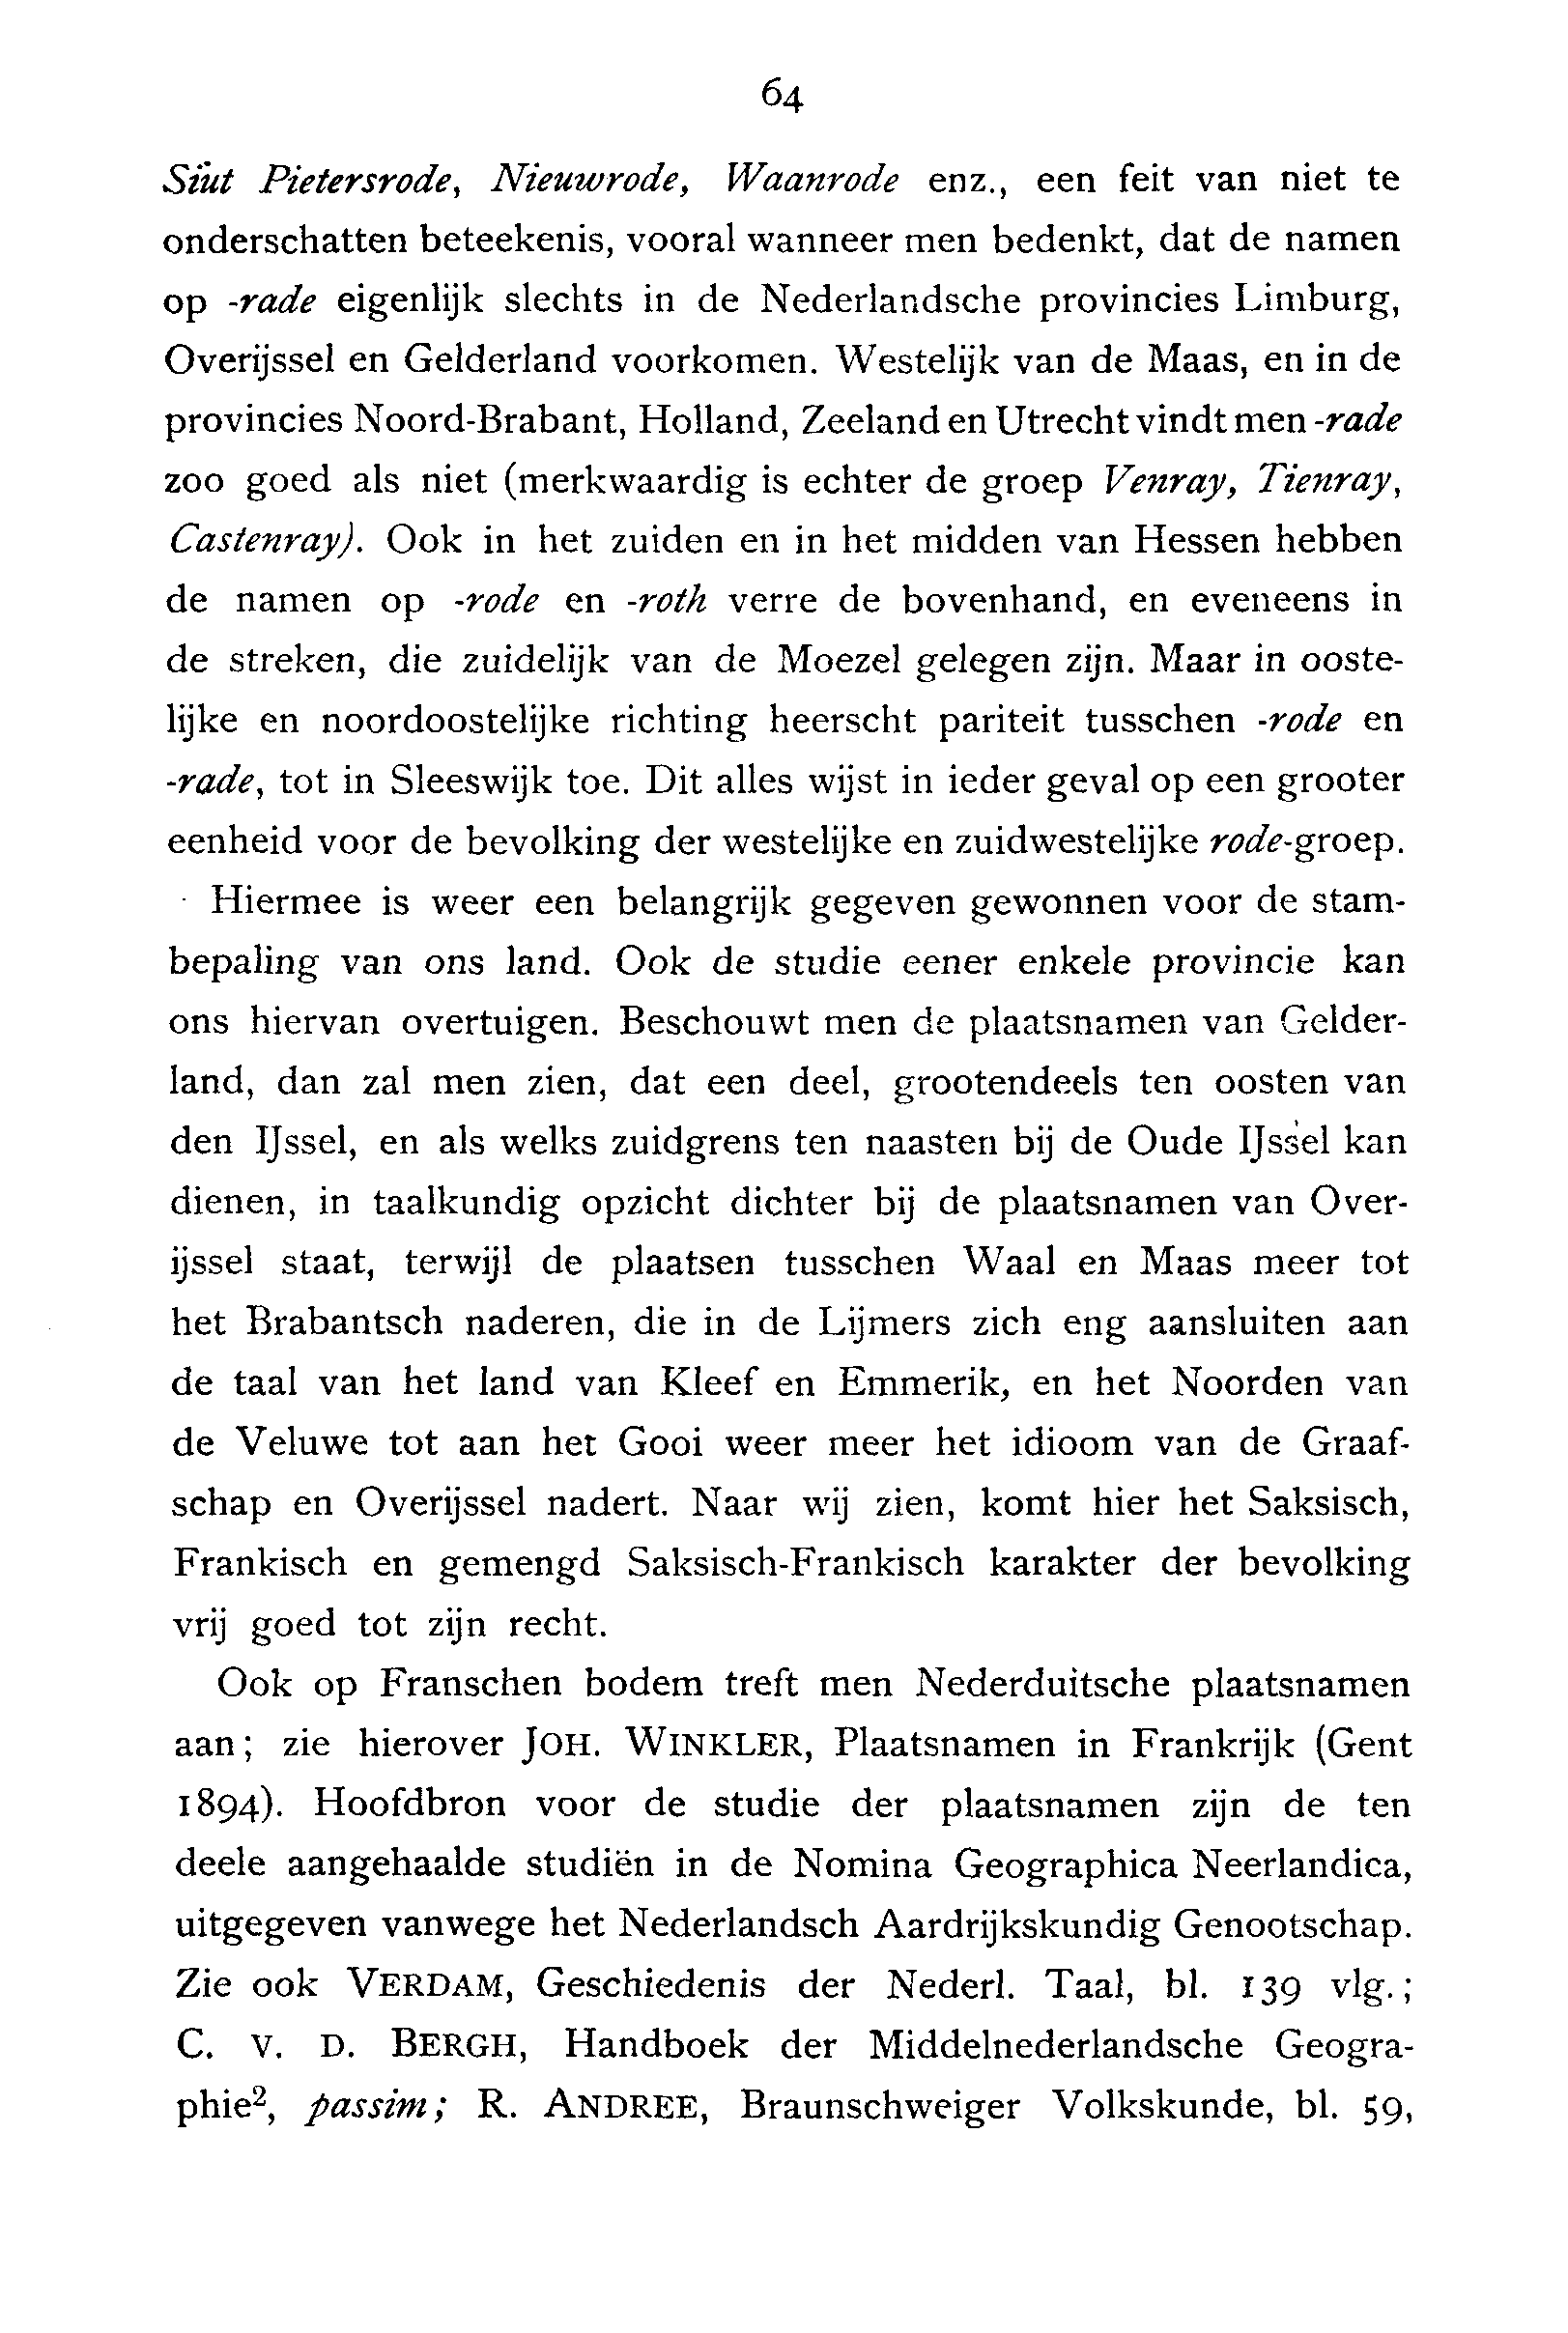 64
Siut Pietersrode, Nieuwrode, Waanrode enz., een feit van niet te
onderschatten beteekenis, vooral wanneer men bedenkt, dat de namen
op -rade eigenlijk slechts in de Nederlandsche provincies Limburg,
Overijssel en Gelderland voorkomen. Westelijk van de Maas, en in de
provincies Noord-Brabant, Holland, Zeeland en Utrecht vindt men -rade
zoo goed als niet (merkwaardig is echter de groep Venray, Tienray,
Castenray). Ook in het zuiden en in het midden van Hessen hebben
de namen op -rode en -roth verre de bovenhand, en eveneens in
de streken, die zuidelijk van de Moezel gelegen zijn. Maar in ooste-
lijke en noordoostelijke richting heerscht pariteit tusschen -rode en
-rade, tot in Sleeswijk toe. Dit alles wijst in ieder geval op een grooter
eenheid voor de bevolking der westelijke en zuidwestelijke rode-groep.
Hiermee is weer een belangrijk gegeven gewonnen voor de stam-
bepaling van ons land. Ook de studie eener enkele provincie kan
ons hiervan overtuigen. Beschouwt men de plaatsnamen van Gelder-
land, dan zal men zien, dat een deel, grootendeels ten oosten van
den IJssel, en als welks zuidgrens ten naasten bij de Oude IJssel kan
dienen, in taalkundig opzicht dichter bij de plaatsnamen van Over-
ijssel staat, terwijl de plaatsen tusschen Waal en Maas meer tot
het Brabantsch naderen, die in de Lijmers zich eng aansluiten aan
de taal van het land van Kleef en Emmerik, en het Noorden van
de Veluwe tot aan het Gooi weer meer het idioom van de Graaf-
schap en Overijssel nadert. Naar wij zien, komt hier het Saksisch,
Frankisch en gemengd Saksisch-Frankisch karakter der bevolking
vrij goed tot zijn recht.
Ook op Franschen bodem treft men Nederduitsche plaatsnamen
aan; zie hierover JOH. WINKLER, Plaatsnamen in Frankrijk (Gent
1894). Hoofdbron voor de studie der plaatsnamen zijn de ten
deele aangehaalde studiën in de Nomina Geographica Neerlandica,
uitgegeven vanwege het Nederlandsch Aardrijkskundig Genootschap.
Zie ook VERDAM, Geschiedenis der Nederl. Taal, bl. 139 vlg.;
C. V. D. BERGH, Handboek der Middelnederlandsche Geogra-
phie², passim; R. ANDREE, Braunschweiger Volkskunde, bl. 59,